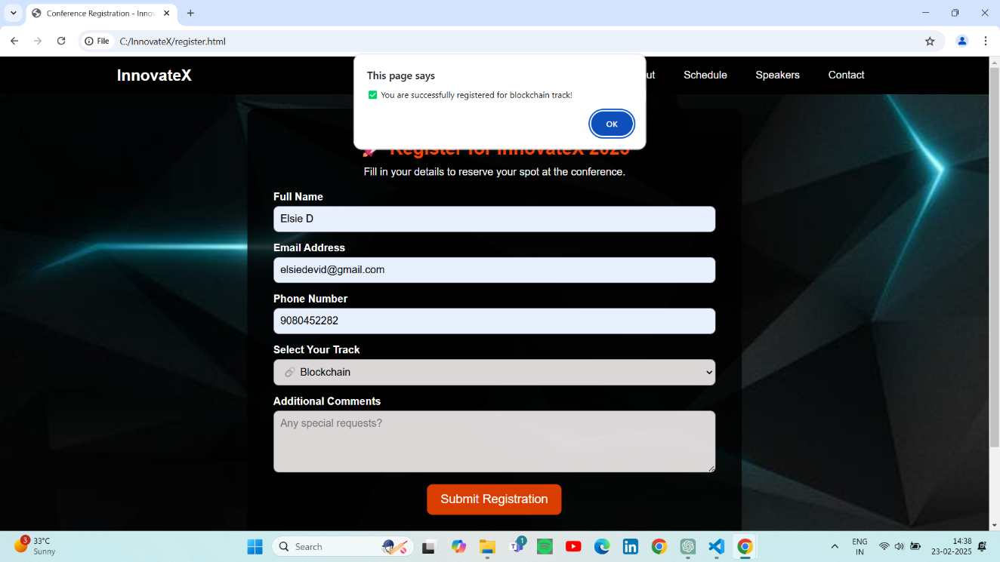 Conference Registration - Innov
File C:/InnovateX/register.html
InnovateX
ut Schedule Speakers Contact
This page says
✅ You are successfully registered for blockchain track!
OK
Register for InnovateX 2025
Fill in your details to reserve your spot at the conference.
Full Name
Elsie D
Email Address
elsiedevid@gmail.com
Phone Number
9080452282
Select Your Track
🔗 Blockchain
Additional Comments
Any special requests?
Submit Registration
3
33°C
Sunny
Search
1
ENG
IN
14:38
23-02-2025